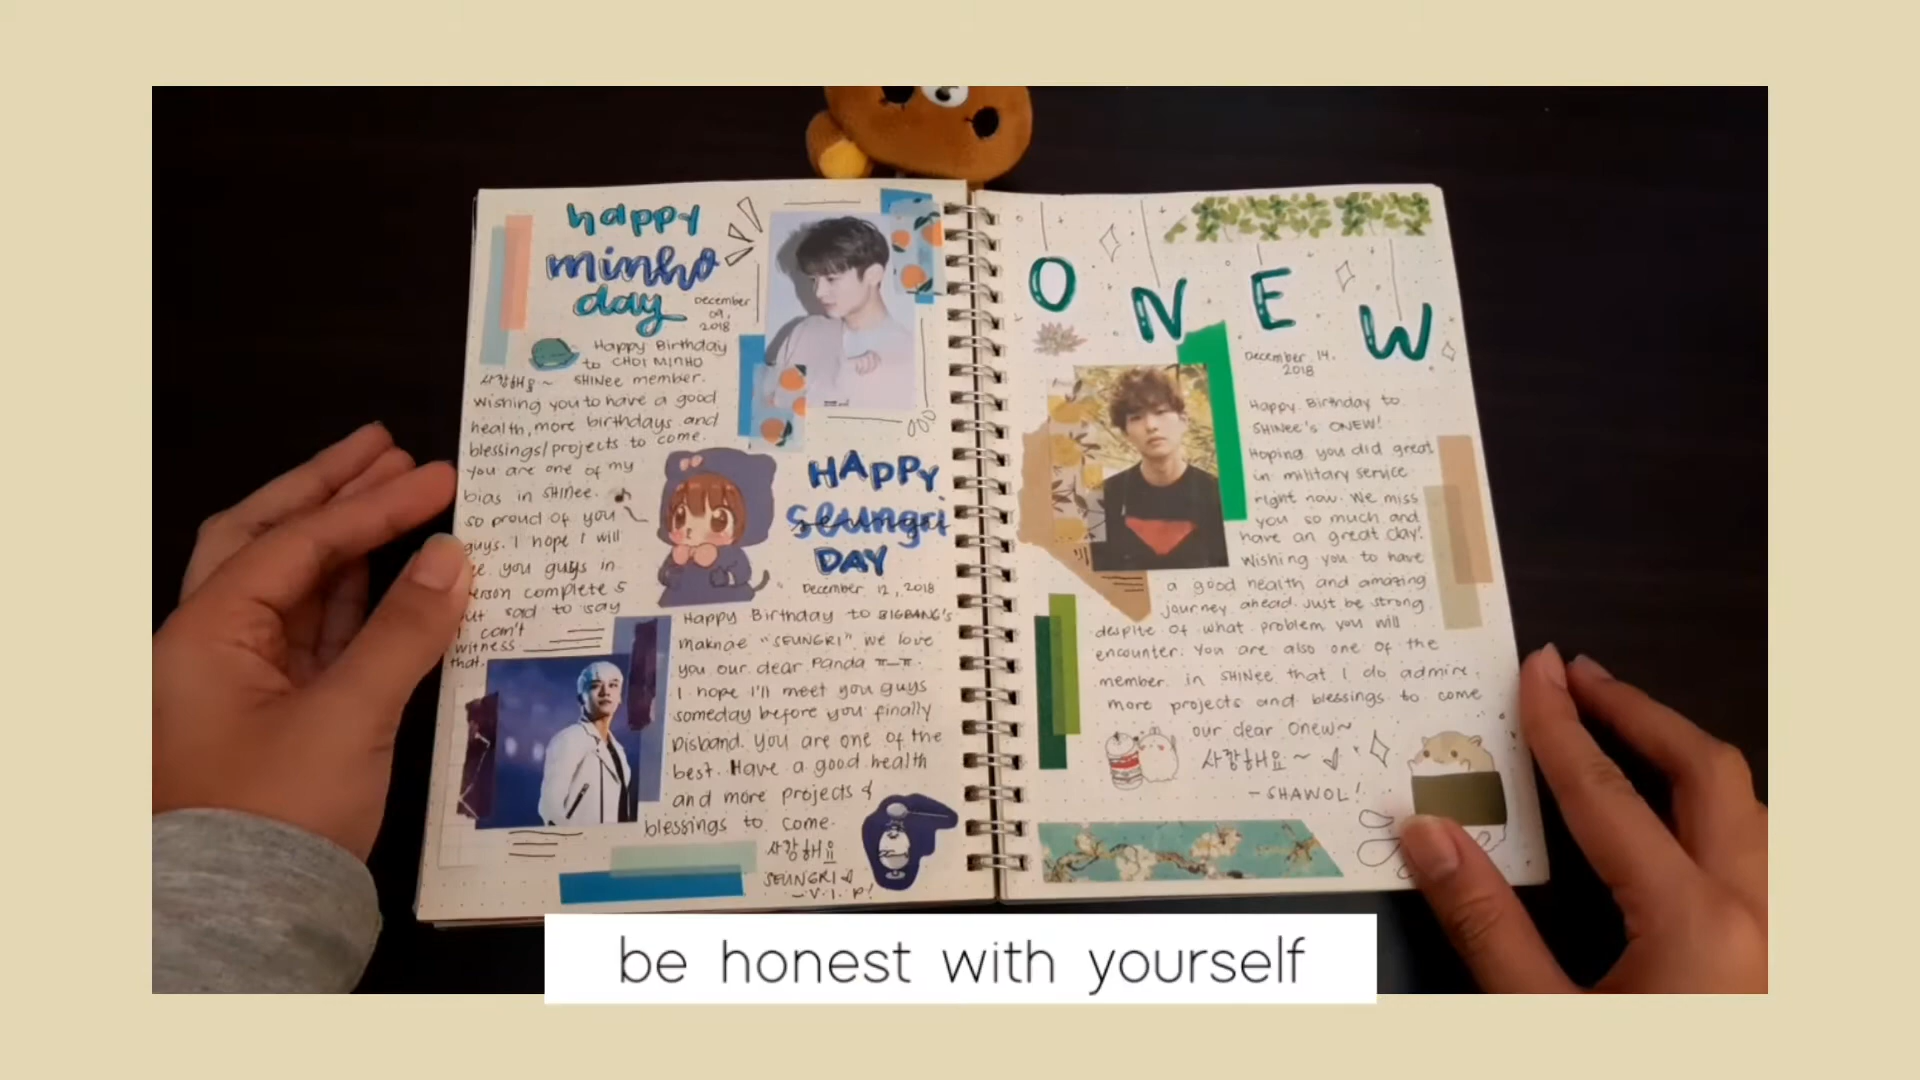 happy
minho
day
December
09,
2018
Happy Birthday
to CHOI MINHO
사랑해용~ SHINee member.
Wishing you to have a good
health, more birthdays and
blessings/projects to come.
You are one of my
bias in SHINee.
so proud of you
guys. I hope I will
you guys in
complete 5
sad to say
I can't
witness
that.
HAPPY
seungri
DAY
December 12, 2018
Happy Birthday to BIGBANG's
maknae "SEUNGRI" we love
you our dear Panda ㅠ_ㅠ.
I hope I'll meet you guys
someday before you finally
Disband. You are one of the
best. Have a good health
and more projects &
blessings to come.
사랑해요
SEUNGRI
- V.I.P!
ONEW
December 14,
2018
Happy Birthday to
SHINee's ONEW!
Hoping you did great
in military service
right now. We miss
you so much and
have an great day!
Wishing you to have
a good health and amazing
journey ahead. Just be strong
despite of what problem you will
encounter. You are also one of the
member in SHINee that I do admire.
more projects and blessings to come
our dear Onew~
사랑해요~
- SHAWOL!
be honest with yourself